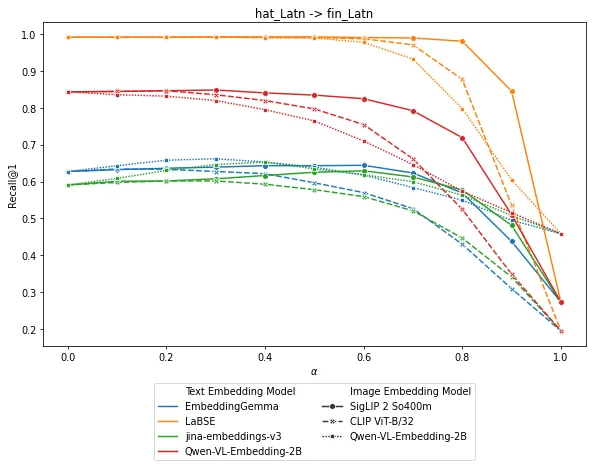 hat_Latn -> fin_Latn
1.0
0.9
0.8
0.7
0.6
0.5
0.4
0.3
0.2
Recall@1
0.0 0.2 0.4 0.6 0.8 1.0
α
Text Embedding Model Image Embedding Model
EmbeddingGemma SigLIP 2 So400m
LaBSE CLIP ViT-B/32
jina-embeddings-v3 Qwen-VL-Embedding-2B
Qwen-VL-Embedding-2B